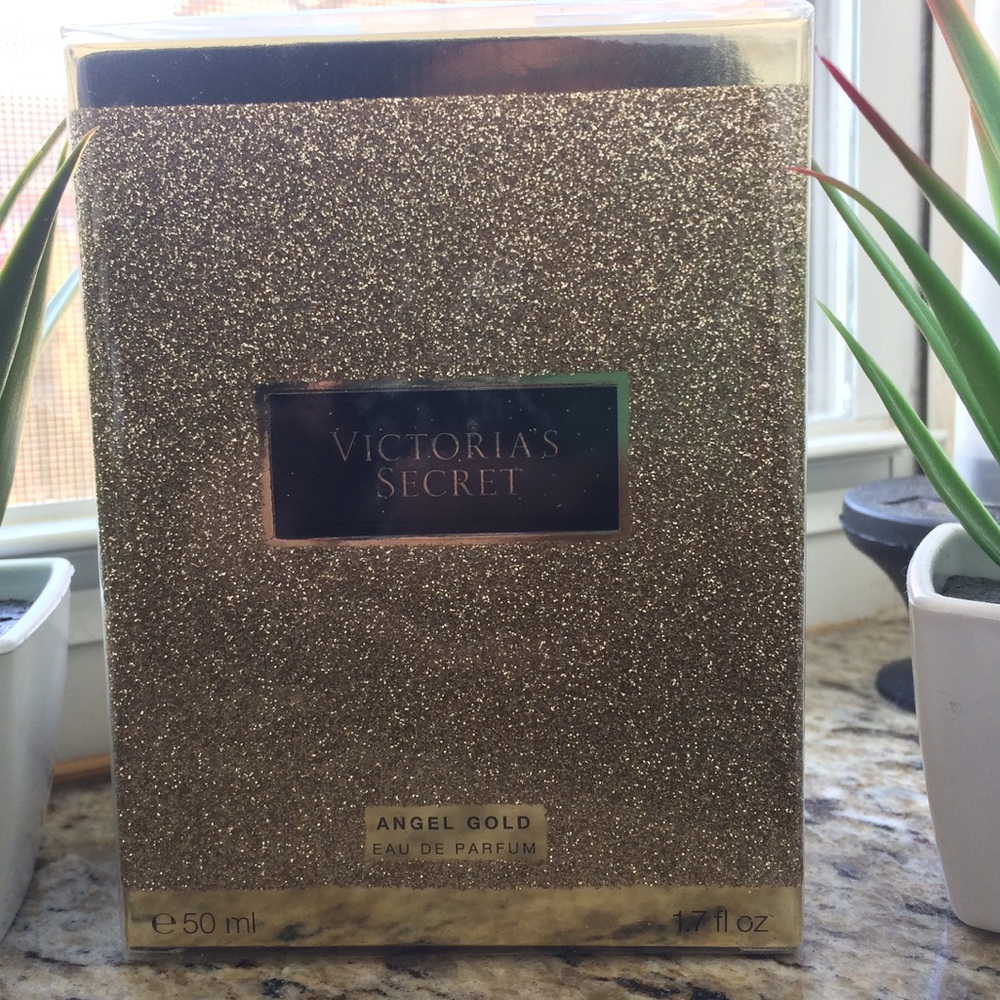 VICTORIA'S
SECRET
ANGEL GOLD
EAU DE PARFUM
℮ 50 ml
1.7 fl oz